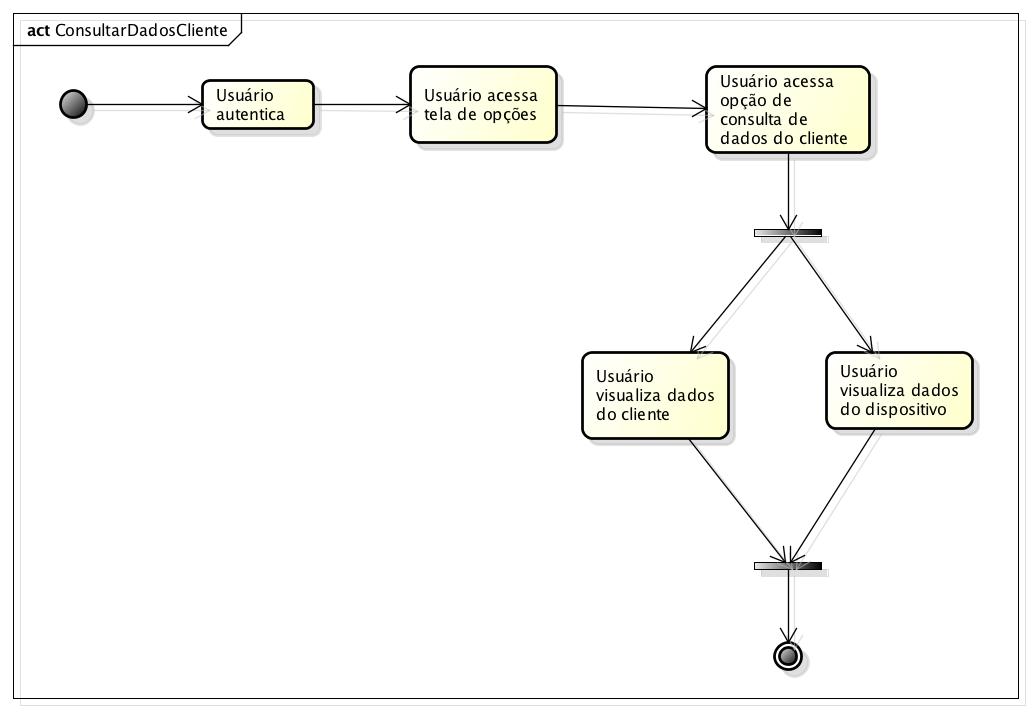 act ConsultarDadosCliente
Usuário
autentica
Usuário acessa
tela de opções
Usuário acessa
opção de
consulta de
dados do cliente
Usuário
visualiza dados
do cliente
Usuário
visualiza dados
do dispositivo